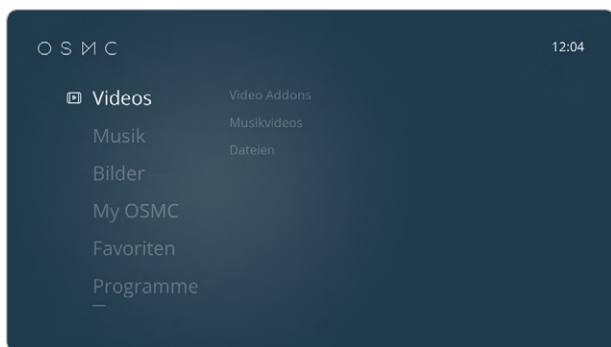 OSMC
12:04
Videos
Musik
Bilder
My OSMC
Favoriten
Programme
Video Addons
Musikvideos
Dateien